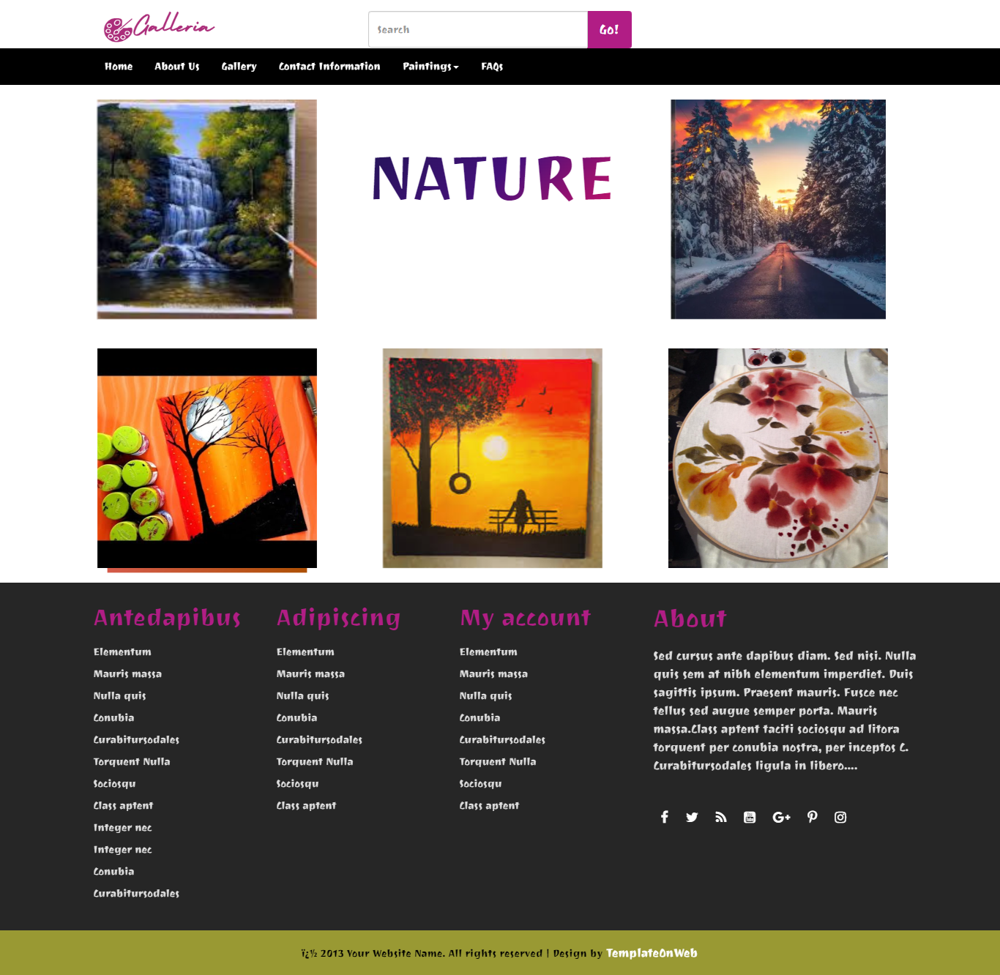 Galleria
Search
Go!
Home About Us Gallery Contact Information Paintings FAQs
NATURE
Antedapibus
Elementum
Mauris massa
Nulla quis
Conubia
Curabitursodales
Torquent Nulla
Sociosqu
Class aptent
Integer nec
Integer nec
Conubia
Curabitursodales
Adipiscing
Elementum
Mauris massa
Nulla quis
Conubia
Curabitursodales
Torquent Nulla
Sociosqu
Class aptent
My account
Elementum
Mauris massa
Nulla quis
Conubia
Curabitursodales
Torquent Nulla
Sociosqu
Class aptent
About
Sed cursus ante dapibus diam. Sed nisi. Nulla
quis sem at nibh elementum imperdiet. Duis
sagittis ipsum. Praesent mauris. Fusce nec
tellus sed augue semper porta. Mauris
massa.Class aptent taciti sociosqu ad litora
torquent per conubia nostra, per inceptos C.
Curabitursodales ligula in libero....
ï¿½ 2013 Your Website Name. All rights reserved | Design by TemplateOnWeb